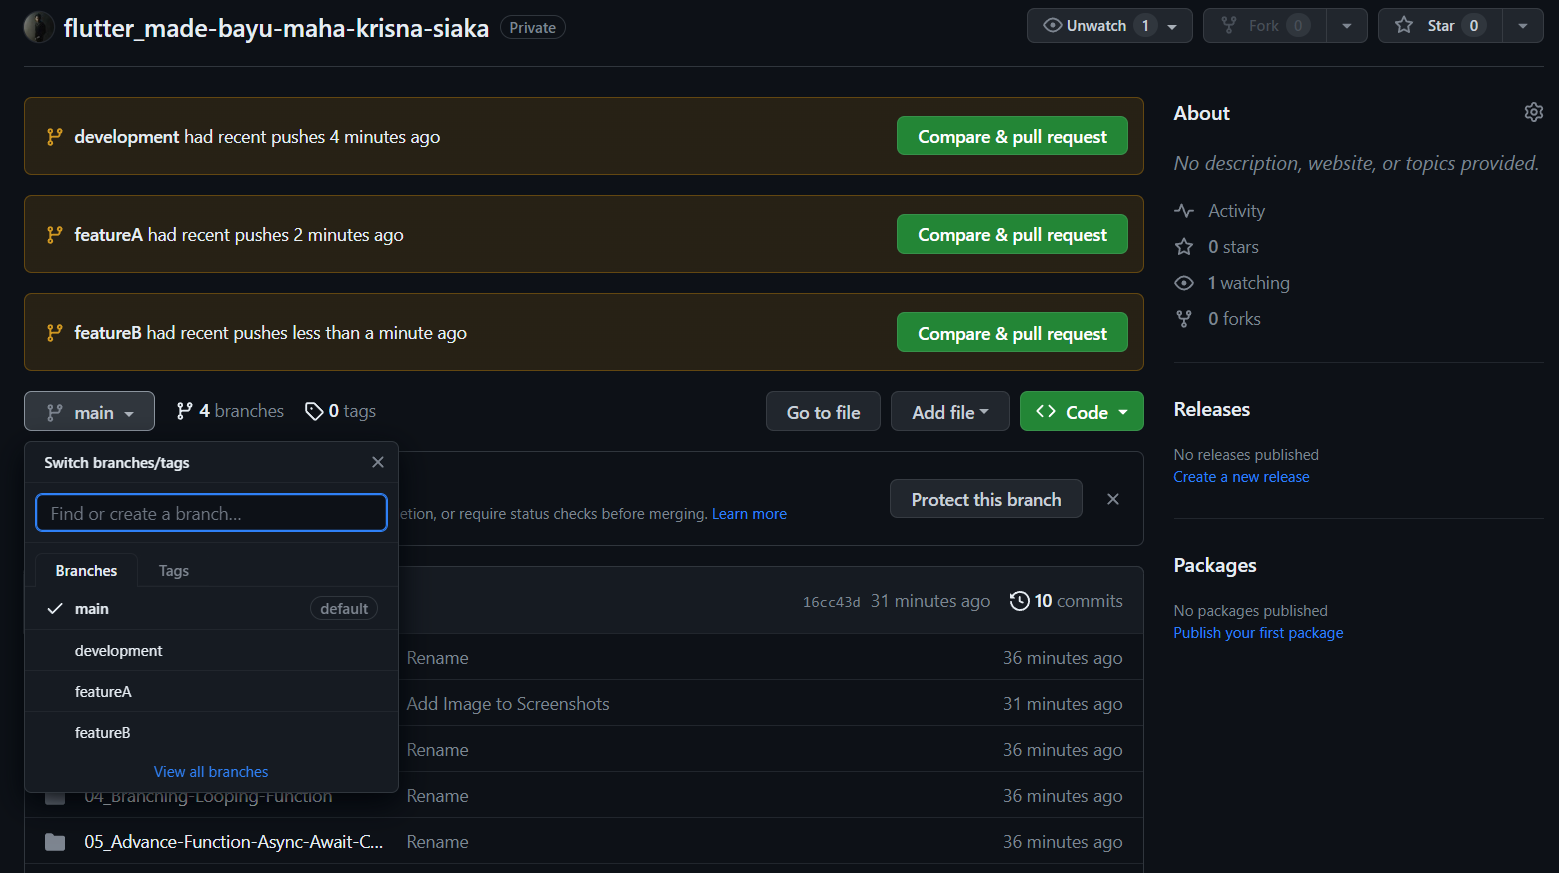 flutter_made-bayu-maha-krisna-siaka Private
Unwatch 1
Fork 0
Star 0
development had recent pushes 4 minutes ago
Compare & pull request
featureA had recent pushes 2 minutes ago
Compare & pull request
featureB had recent pushes less than a minute ago
Compare & pull request
main
4 branches
0 tags
Go to file
Add file
Code
Switch branches/tags
Find or create a branch...
Branches
Tags
main default
development
featureA
featureB
View all branches
etion, or require status checks before merging. Learn more
Protect this branch
16cc43d 31 minutes ago 10 commits
Rename 36 minutes ago
Add Image to Screenshots 31 minutes ago
Rename 36 minutes ago
04_Branching-Looping-Function Rename 36 minutes ago
05_Advance-Function-Async-Await-C... Rename 36 minutes ago
About
No description, website, or topics provided.
Activity
0 stars
1 watching
0 forks
Releases
No releases published
Create a new release
Packages
No packages published
Publish your first package